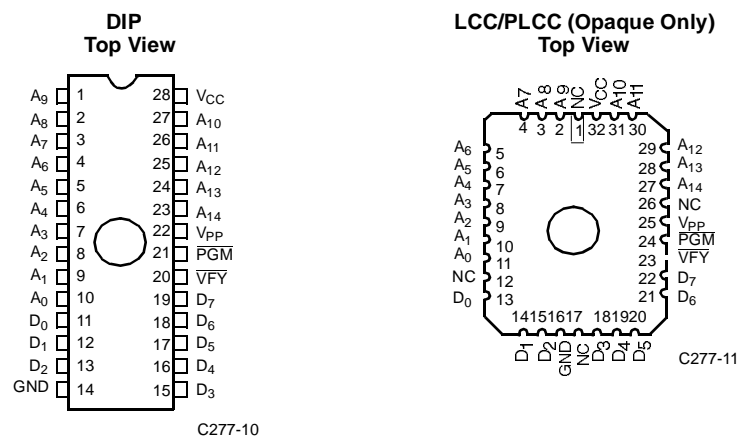 DIP
Top View
A9 1 28 VCC
A8 2 27 A10
A7 3 26 A11
A6 4 25 A12
A5 5 24 A13
A4 6 23 A14
A3 7 22 VPP
A2 8 21 PGM
A1 9 20 VFY
A0 10 19 D7
D0 11 18 D6
D1 12 17 D5
D2 13 16 D4
GND 14 15 D3
C277-10
LCC/PLCC (Opaque Only)
Top View
A7 A8 A9 NC VCC A10 A11
4 3 2 1 32 31 30
A6 5 29 A12
A5 6 28 A13
A4 7 27 A14
A3 8 26 NC
A2 9 25 VPP
A1 10 24 PGM
A0 11 23 VFY
NC 12 22 D7
D0 13 21 D6
14 15 16 17 18 19 20
D1 D2 GND NC D3 D4 D5
C277-11